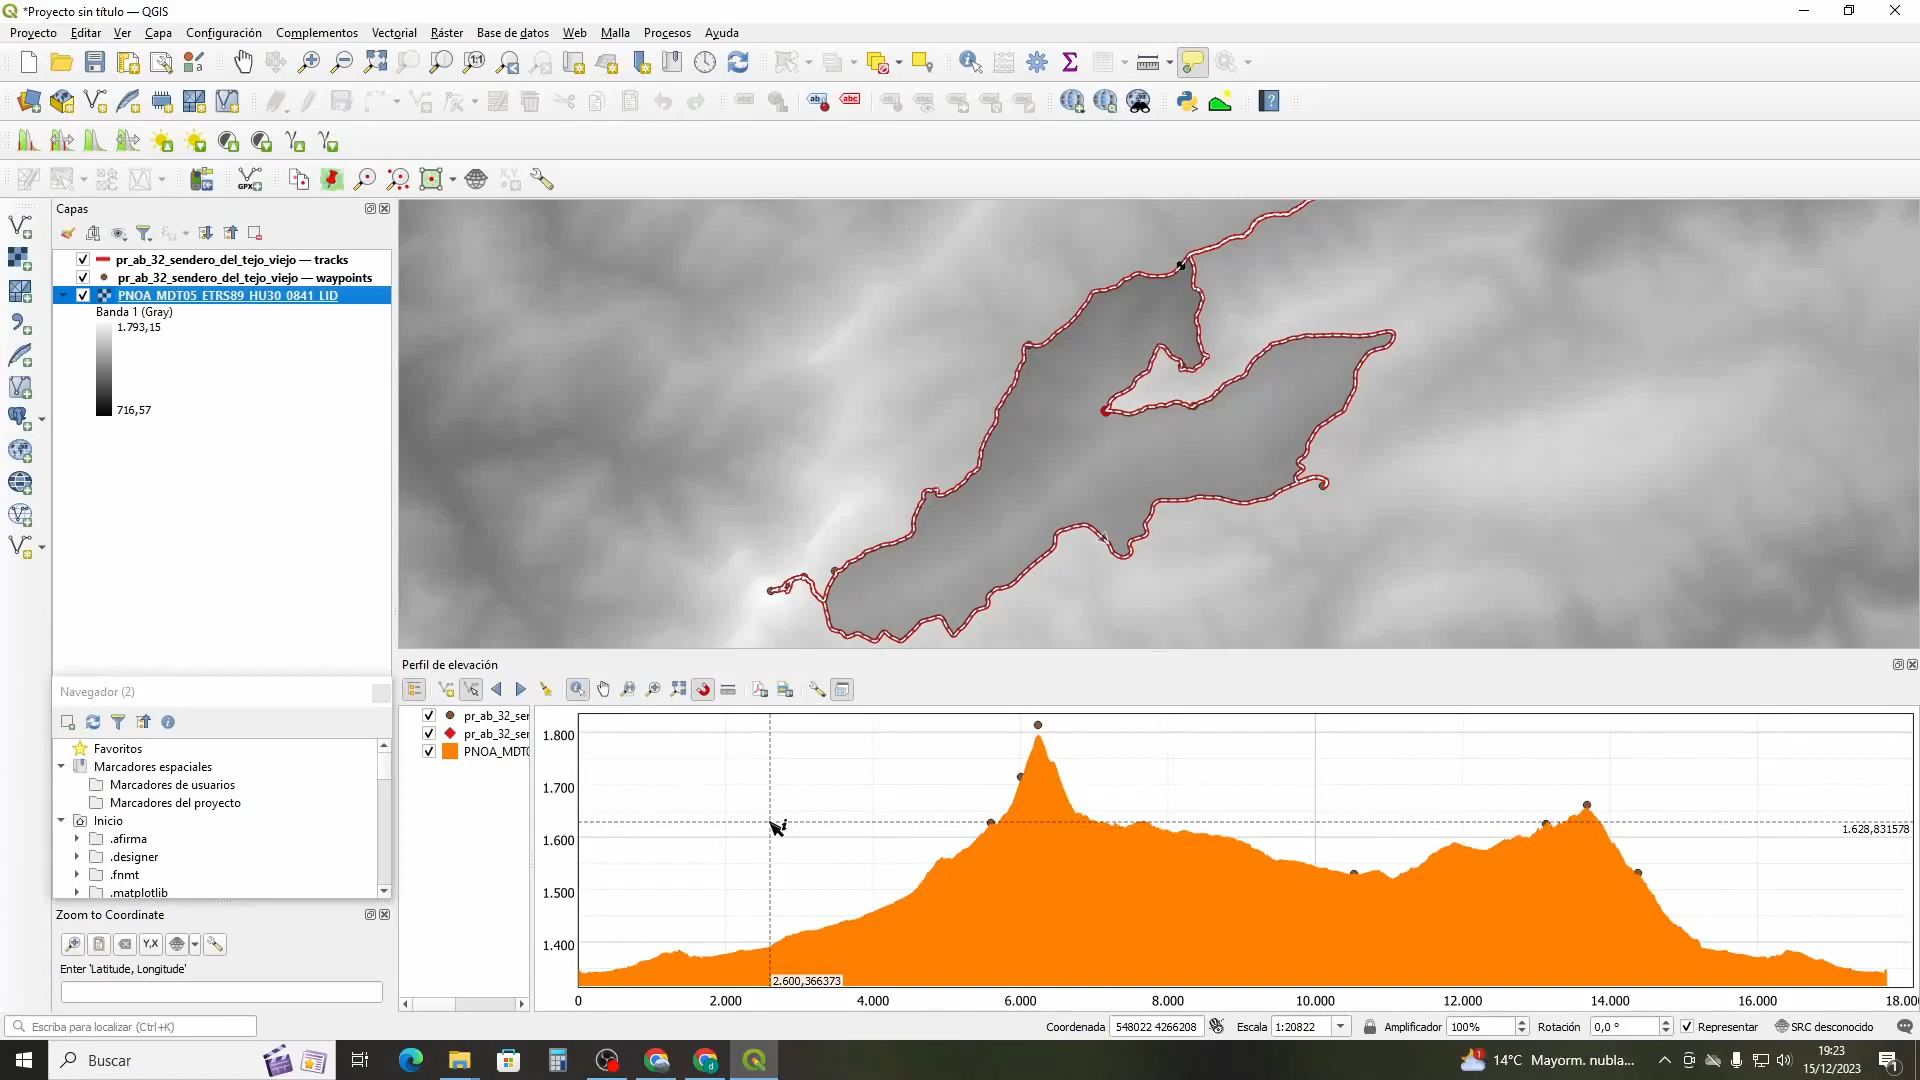 *Proyecto sin título — QGIS
Proyecto Editar Ver Capa Configuración Complementos Vectorial Ráster Base de datos Web Malla Procesos Ayuda
Capas
pr_ab_32_sendero_del_tejo_viejo — tracks
pr_ab_32_sendero_del_tejo_viejo — waypoints
PNOA_MDT05_ETRS89_HU30_0841_LID
Banda 1 (Gray)
1.793,15
716,57
Navegador (2)
Favoritos
Marcadores espaciales
Marcadores de usuarios
Marcadores del proyecto
Inicio
.afirma
.designer
.fnmt
.matplotlib
Zoom to Coordinate
Y,X
Enter 'Latitude, Longitude'
Perfil de elevación
pr_ab_32_ser
pr_ab_32_ser
PNOA_MDT0
1.800
1.700
1.600
1.500
1.400
1.628,831578
2.600,366373
0 2.000 4.000 6.000 8.000 10.000 12.000 14.000 16.000 18.000
Escriba para localizar (Ctrl+K)
Coordenada 548022 4266208 Escala 1:20822 Amplificador 100% Rotación 0,0 ° Representar SRC desconocido
Buscar
14°C Mayorm. nubla...
19:23
15/12/2023